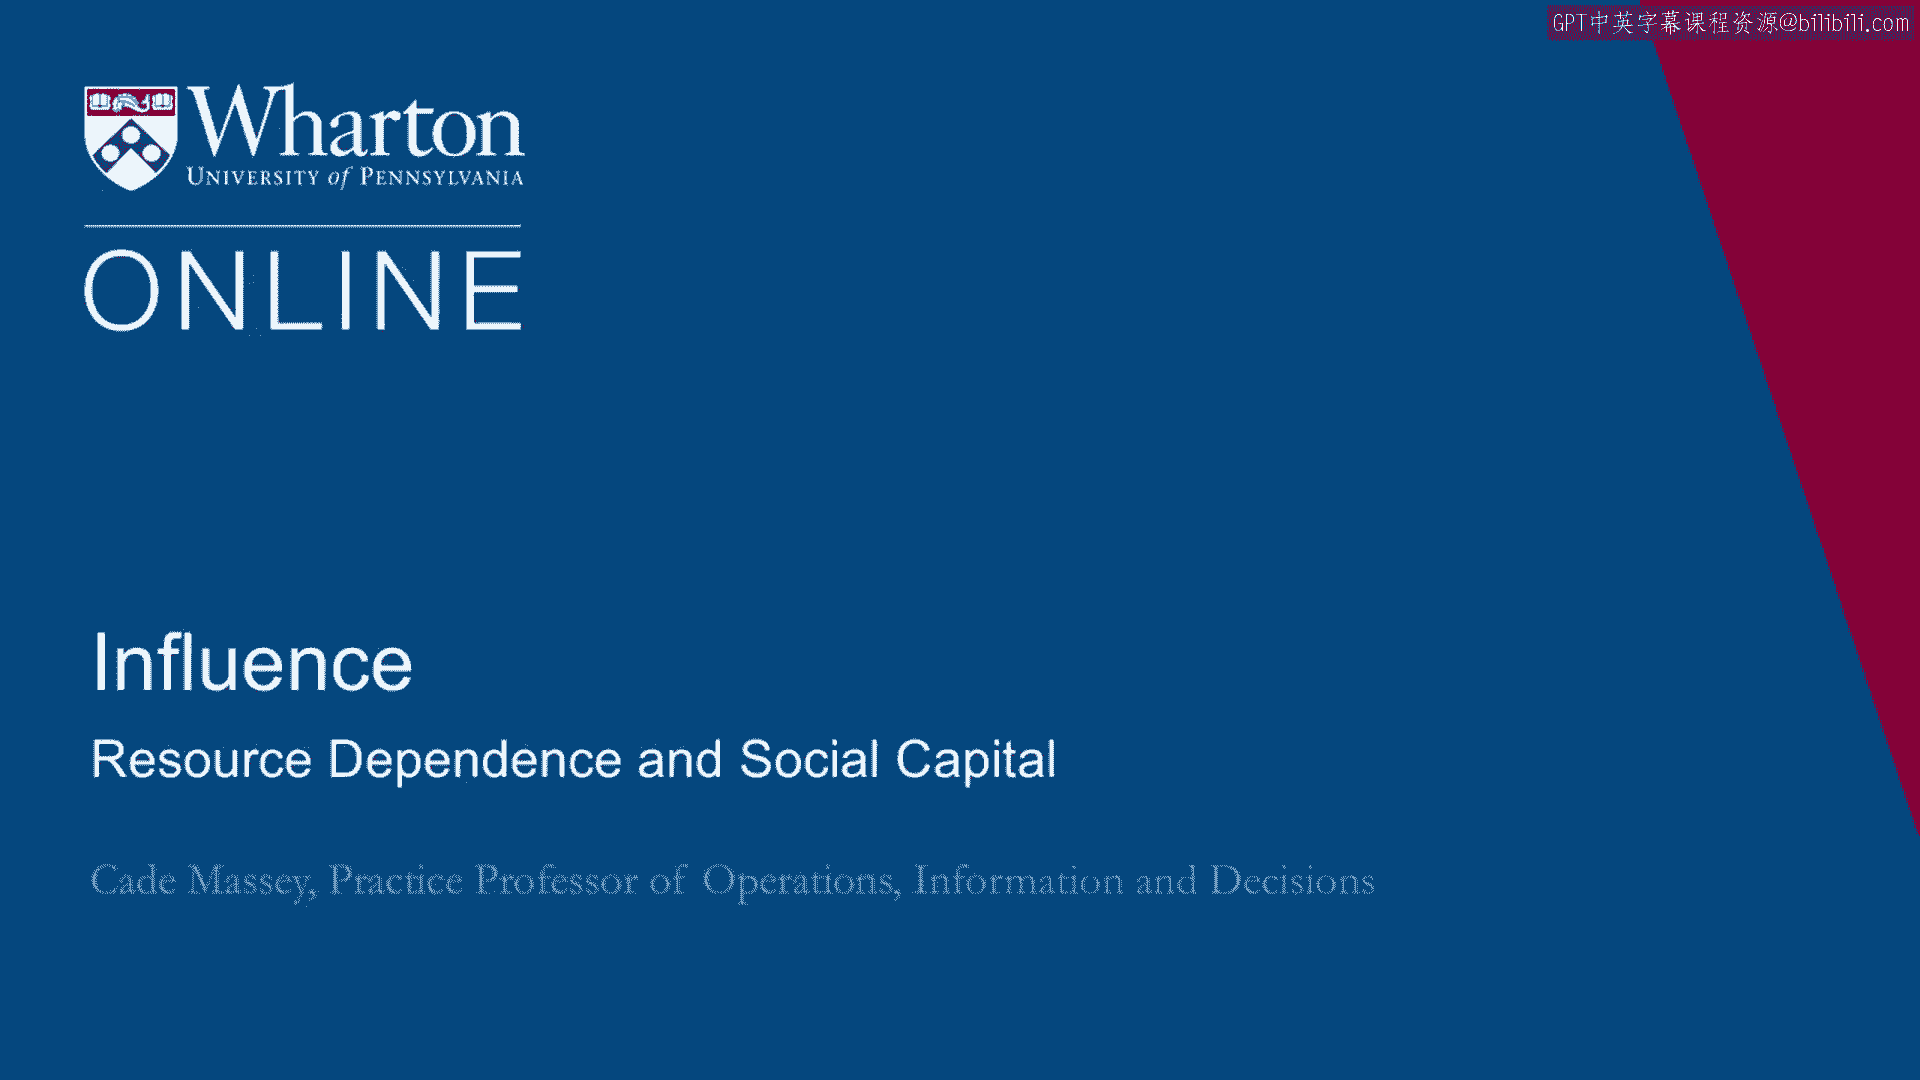 GPT中英字幕课程资源@bilibili.com
Wharton
UNIVERSITY of PENNSYLVANIA
ONLINE
Influence
Resource Dependence and Social Capital
Cade Massey, Practice Professor of Operations, Information and Decisions